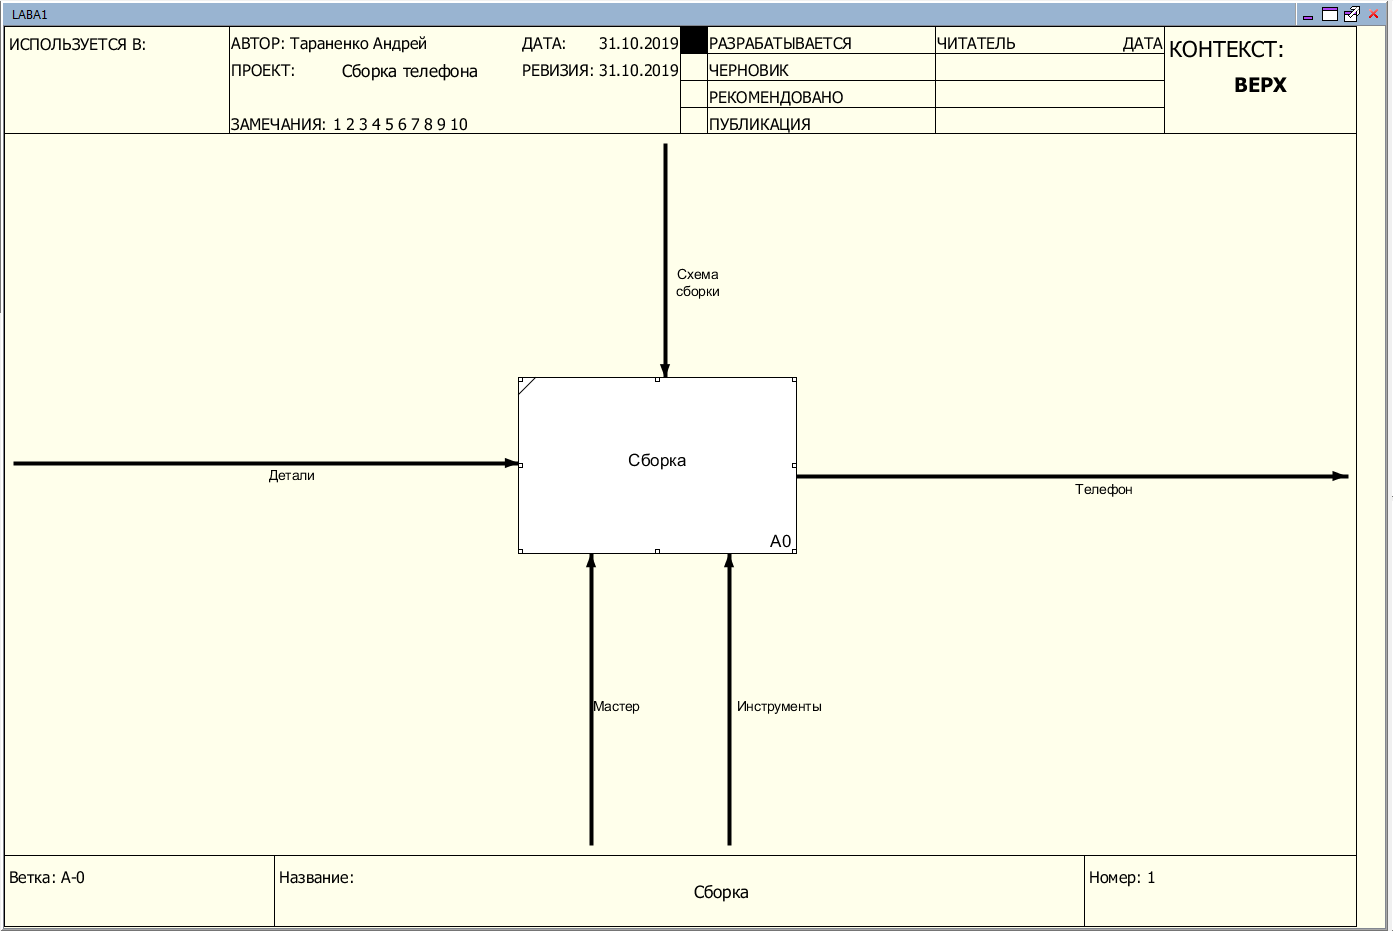 LABA1
ИСПОЛЬЗУЕТСЯ В:
АВТОР: Тараненко Андрей
ДАТА: 31.10.2019
ПРОЕКТ: Сборка телефона
РЕВИЗИЯ: 31.10.2019
ЗАМЕЧАНИЯ: 1 2 3 4 5 6 7 8 9 10
РАЗРАБАТЫВАЕТСЯ
ЧЕРНОВИК
РЕКОМЕНДОВАНО
ПУБЛИКАЦИЯ
ЧИТАТЕЛЬ
ДАТА
КОНТЕКСТ:
ВЕРХ
Схема
сборки
Детали
Сборка
A0
Телефон
Мастер
Инструменты
Ветка: A-0
Название:
Сборка
Номер: 1